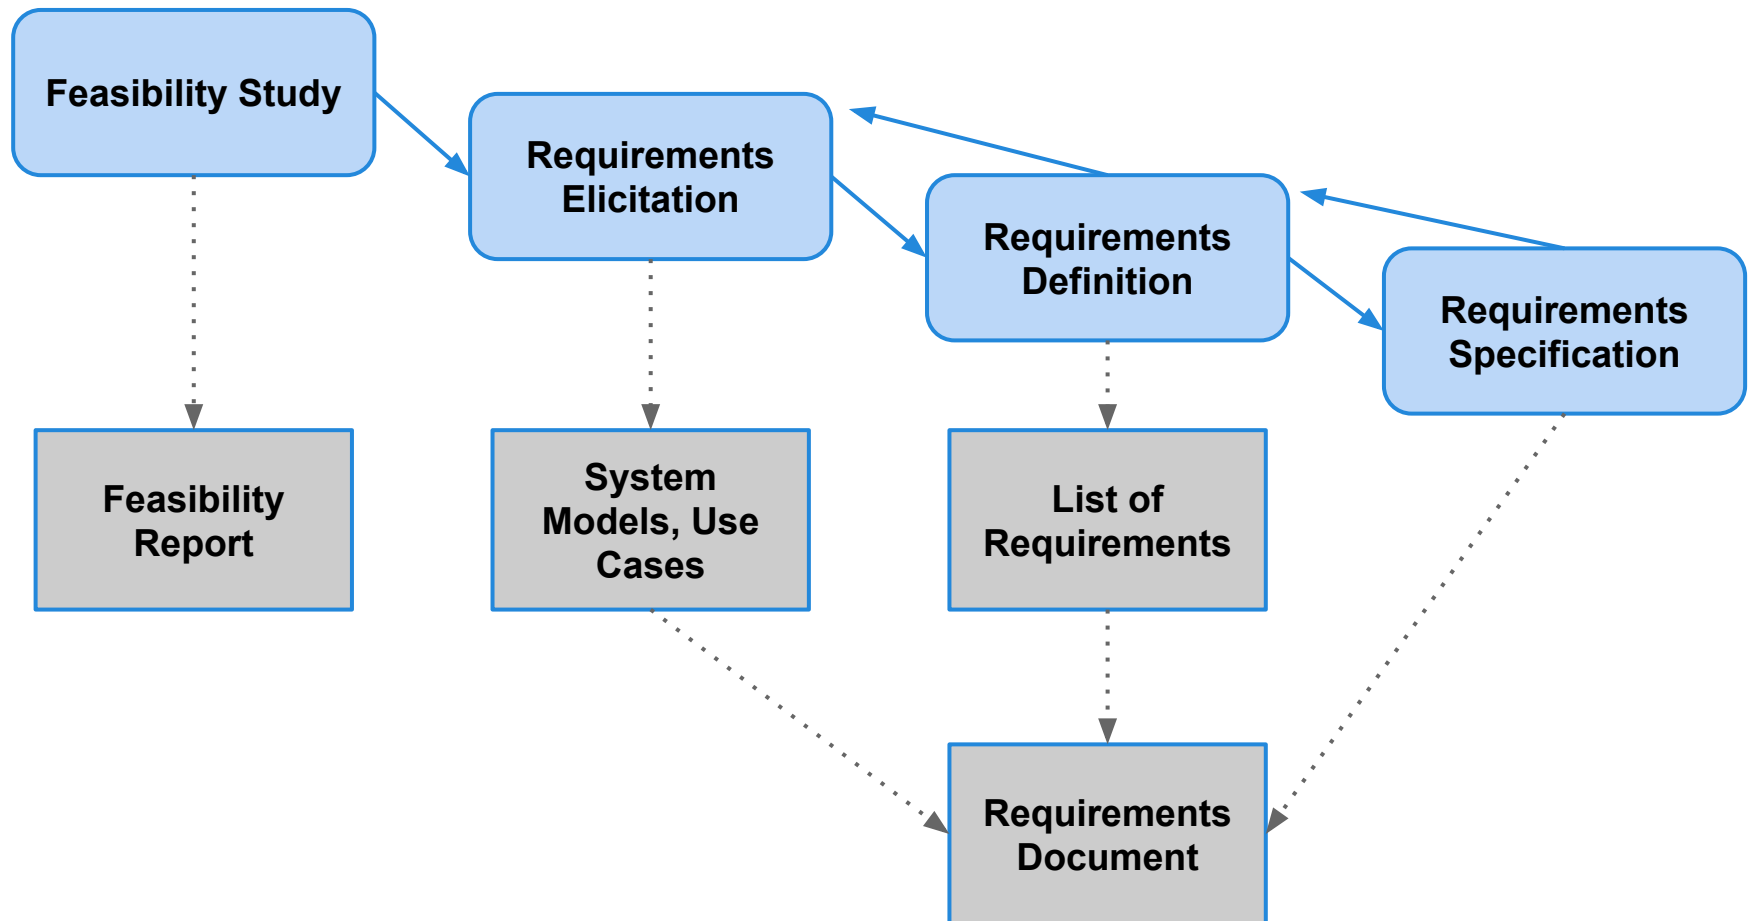 Feasibility Study
Requirements
Elicitation
Requirements
Definition
Requirements
Specification
Feasibility
Report
System
Models, Use
Cases
List of
Requirements
Requirements
Document